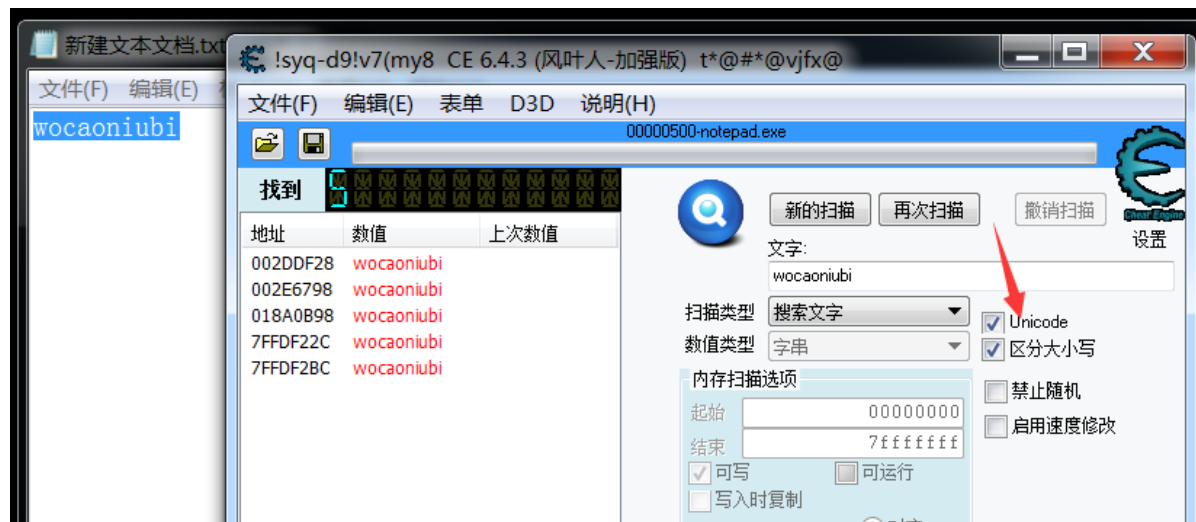 新建文本文档.txt
文件(F) 编辑(E)
wocaoniubi
!syq-d9!v7(my8 CE 6.4.3 (风叶人-加强版) t*@#*@vjfx@
文件(F) 编辑(E) 表单 D3D 说明(H)
00000500-notepad.exe
找到 5
新的扫描 再次扫描 撤销扫描
Cheat Engine
设置
地址 数值 上次数值
002DDF28 wocaoniubi
002E6798 wocaoniubi
018A0B98 wocaoniubi
7FFDF22C wocaoniubi
7FFDF2BC wocaoniubi
文字:
wocaoniubi
扫描类型 搜索文字
Unicode
数值类型 字串
区分大小写
内存扫描选项
禁止随机
起始 00000000
启用速度修改
结束 7fffffff
可写 可运行
写入时复制